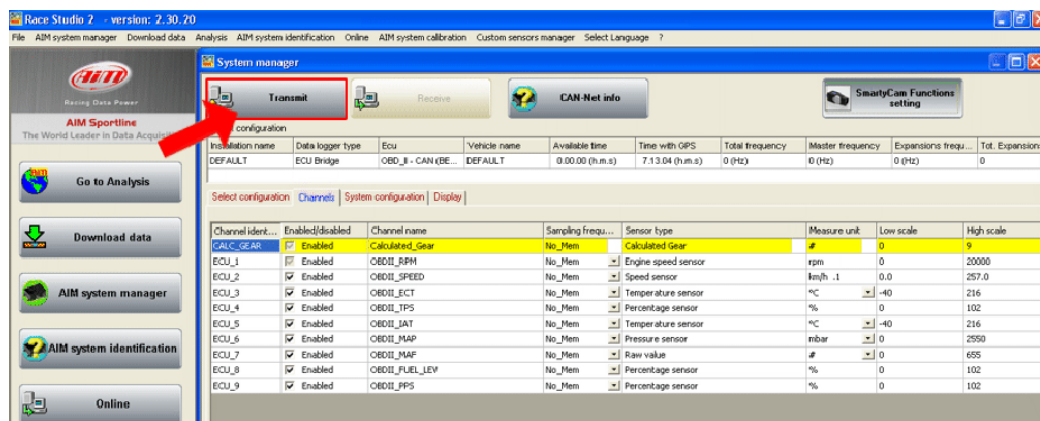 Race Studio 2 - version: 2.30.20
File AIM system manager Download data Analysis AIM system identification Online AIM system calibration Custom sensors manager Select Language ?
AiM
Racing Data Power
AIM Sportline
The World Leader in Data
Go to Analysis
Download data
AIM system manager
AIM system identification
Online
System manager
Transmit
Receive
CAN-Net info
SmartyCam Functions
setting
configuration
Installation name Data logger type Ecu Vehicle name Available time Time with GPS Total frequency Master frequency Expansions frequ... Tot. Expansions
DEFAULT ECU Bridge OBD_II - CAN (BE... DEFAULT 0.00.00 (h.m.s) 7.13.04 (h.m.s) 0 (Hz) 0 (Hz) 0 (Hz) 0
Select configuration Channels System configuration Display
Channel ident... Enabled/disabled Channel name Sampling frequ... Sensor type Measure unit Low scale High scale
CALC_GEAR Enabled Calculated_Gear No_Mem Calculated Gear # 0 9
ECU_1 Enabled OBDII_RPM No_Mem Engine speed sensor rpm 0 20000
ECU_2 Enabled OBDII_SPEED No_Mem Speed sensor km/h .1 0.0 257.0
ECU_3 Enabled OBDII_ECT No_Mem Temperature sensor °C -40 216
ECU_4 Enabled OBDII_TPS No_Mem Percentage sensor % 0 102
ECU_5 Enabled OBDII_IAT No_Mem Temperature sensor °C -40 216
ECU_6 Enabled OBDII_MAP No_Mem Pressure sensor mbar 0 2550
ECU_7 Enabled OBDII_MAF No_Mem Raw value # 0 655
ECU_8 Enabled OBDII_FUEL_LEV No_Mem Percentage sensor % 0 102
ECU_9 Enabled OBDII_PPS No_Mem Percentage sensor % 0 102